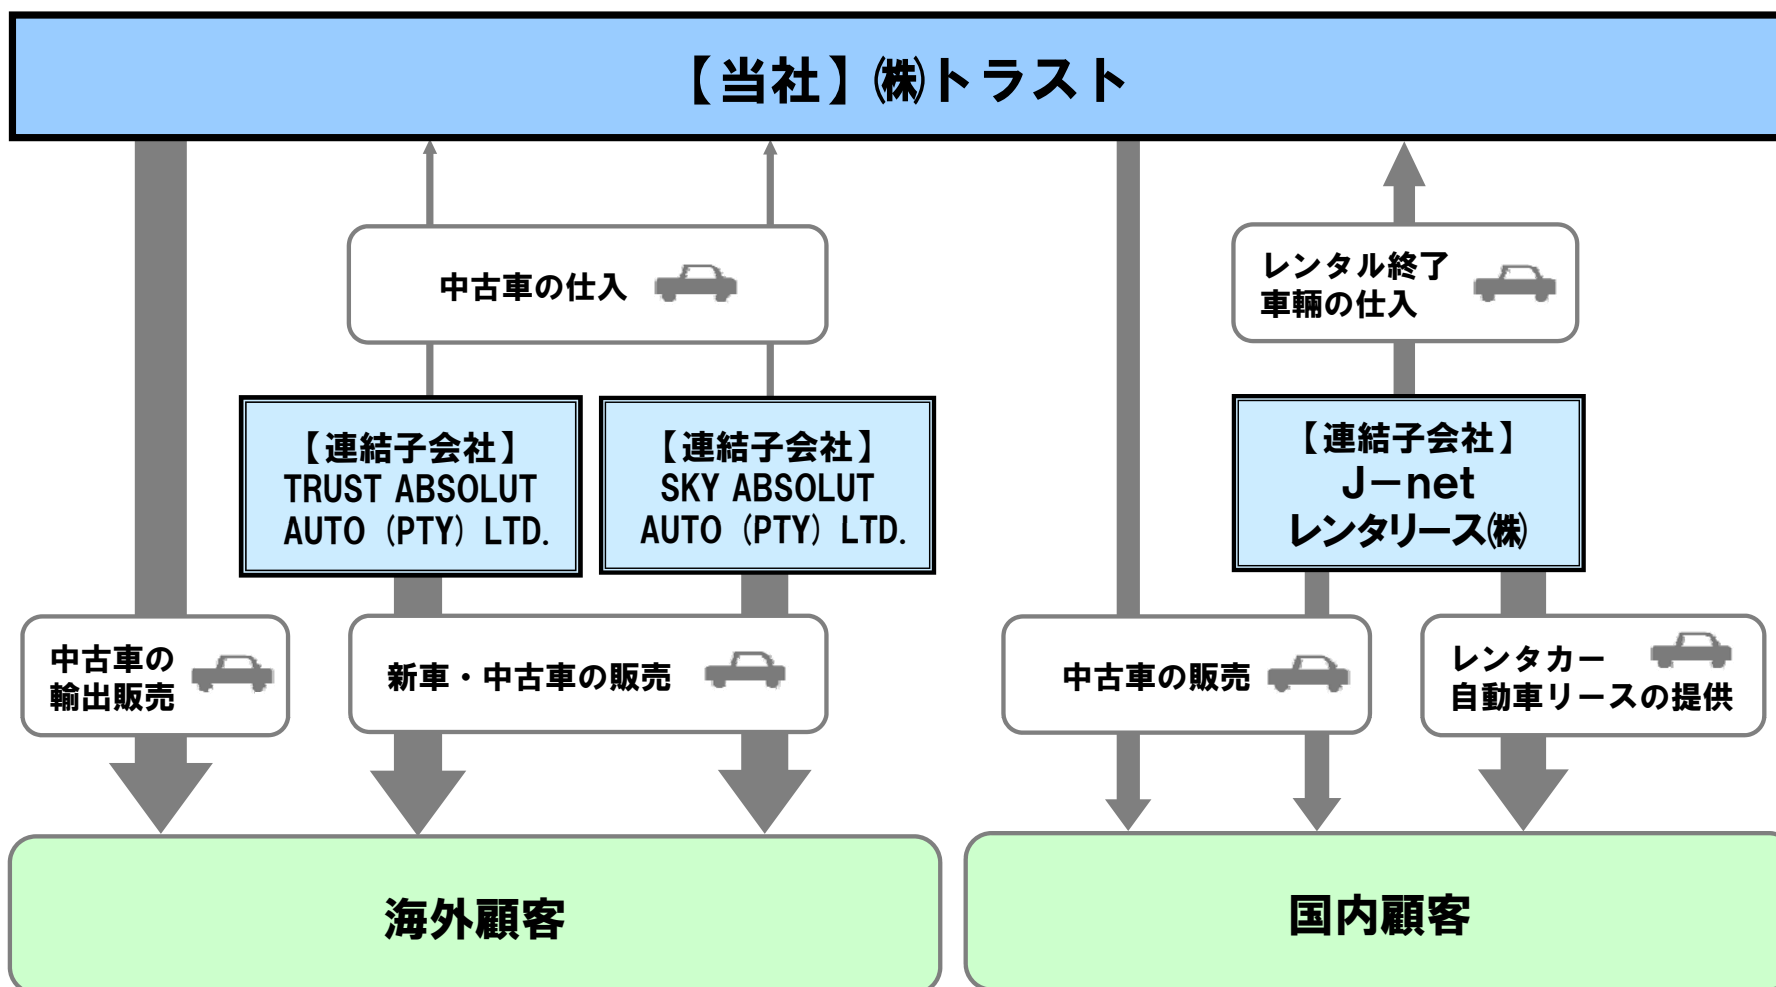 【当社】㈱トラスト
中古車の仕入
レンタル終了
車輛の仕入
【連結子会社】
TRUST ABSOLUT
AUTO (PTY) LTD.
【連結子会社】
SKY ABSOLUT
AUTO (PTY) LTD.
【連結子会社】
J－net
レンタリース㈱
中古車の
輸出販売
新車・中古車の販売
中古車の販売
レンタカー
自動車リースの提供
海外顧客
国内顧客